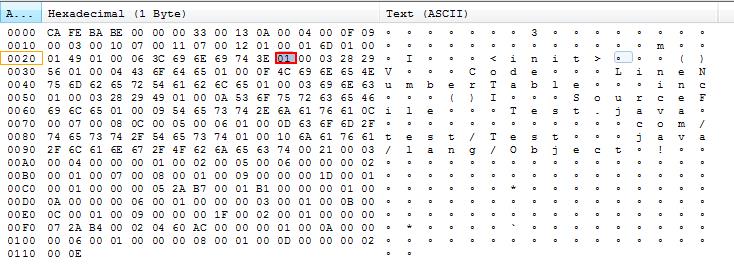 A... Hexadecimal (1 Byte) Text (ASCII)
0000 CA FE BA BE 00 00 00 33 00 13 0A 00 04 00 0F 09 ° ° ° ° ° ° ° 3 ° ° ° ° ° ° ° °
0010 00 03 00 10 07 00 11 07 00 12 01 00 01 6D 01 00 ° ° ° ° ° ° ° ° ° ° ° ° ° m ° °
0020 01 49 01 00 06 3C 69 6E 69 74 3E 01 00 03 28 29 ° I ° ° ° < i n i t > ° ° ° ( )
0030 56 01 00 04 43 6F 64 65 01 00 0F 4C 69 6E 65 4E V ° ° ° C o d e ° ° ° L i n e N
0040 75 6D 62 65 72 54 61 62 6C 65 01 00 03 69 6E 63 u m b e r T a b l e ° ° ° i n c
0050 01 00 03 28 29 49 01 00 0A 53 6F 75 72 63 65 46 ° ° ° ( ) I ° ° ° S o u r c e F
0060 69 6C 65 01 00 09 54 65 73 74 2E 6A 61 76 61 0C i l e ° ° ° T e s t . j a v a °
0070 00 07 00 08 0C 00 05 00 06 01 00 0D 63 6F 6D 2F ° ° ° ° ° ° ° ° ° ° ° ° c o m /
0080 74 65 73 74 2F 54 65 73 74 01 00 10 6A 61 76 61 t e s t / T e s t ° ° ° j a v a
0090 2F 6C 61 6E 67 2F 4F 62 6A 65 63 74 00 21 00 03 / l a n g / O b j e c t ° ! ° °
00A0 00 04 00 00 00 01 00 02 00 05 00 06 00 00 00 02 ° ° ° ° ° ° ° ° ° ° ° ° ° ° ° °
00B0 00 01 00 07 00 08 00 01 00 09 00 00 00 1D 00 01 ° ° ° ° ° ° ° ° ° ° ° ° ° ° ° °
00C0 00 01 00 00 00 05 2A B7 00 01 B1 00 00 00 01 00 ° ° ° ° ° ° * ° ° ° ° ° ° ° ° °
00D0 0A 00 00 00 06 00 01 00 00 00 03 00 01 00 0B 00 ° ° ° ° ° ° ° ° ° ° ° ° ° ° ° °
00E0 0C 00 01 00 09 00 00 00 1F 00 02 00 01 00 00 00 ° ° ° ° ° ° ° ° ° ° ° ° ° ° ° °
00F0 07 2A B4 00 02 04 60 AC 00 00 00 01 00 0A 00 00 ° * ° ° ° ° ` ° ° ° ° ° ° ° ° °
0100 00 06 00 01 00 00 00 08 00 01 00 0D 00 00 00 02 ° ° ° ° ° ° ° ° ° ° ° ° ° ° ° °
0110 00 0E ° °